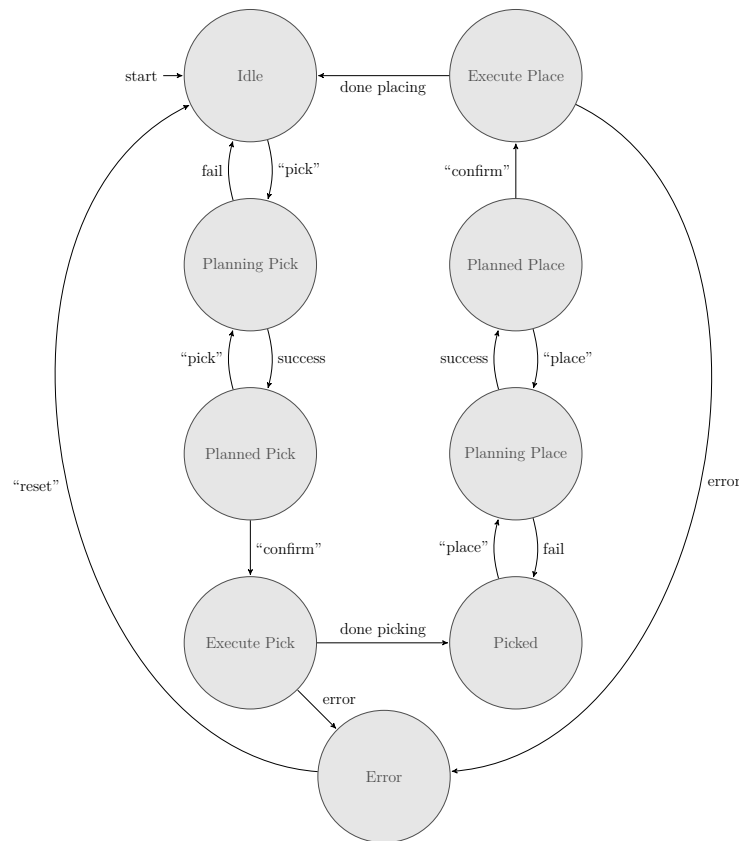 start
Idle
Execute Place
done placing
fail
“pick”
“confirm”
Planning Pick
Planned Place
“pick”
success
success
“place”
Planned Pick
Planning Place
“reset”
error
“confirm”
“place”
fail
Execute Pick
done picking
Picked
error
Error